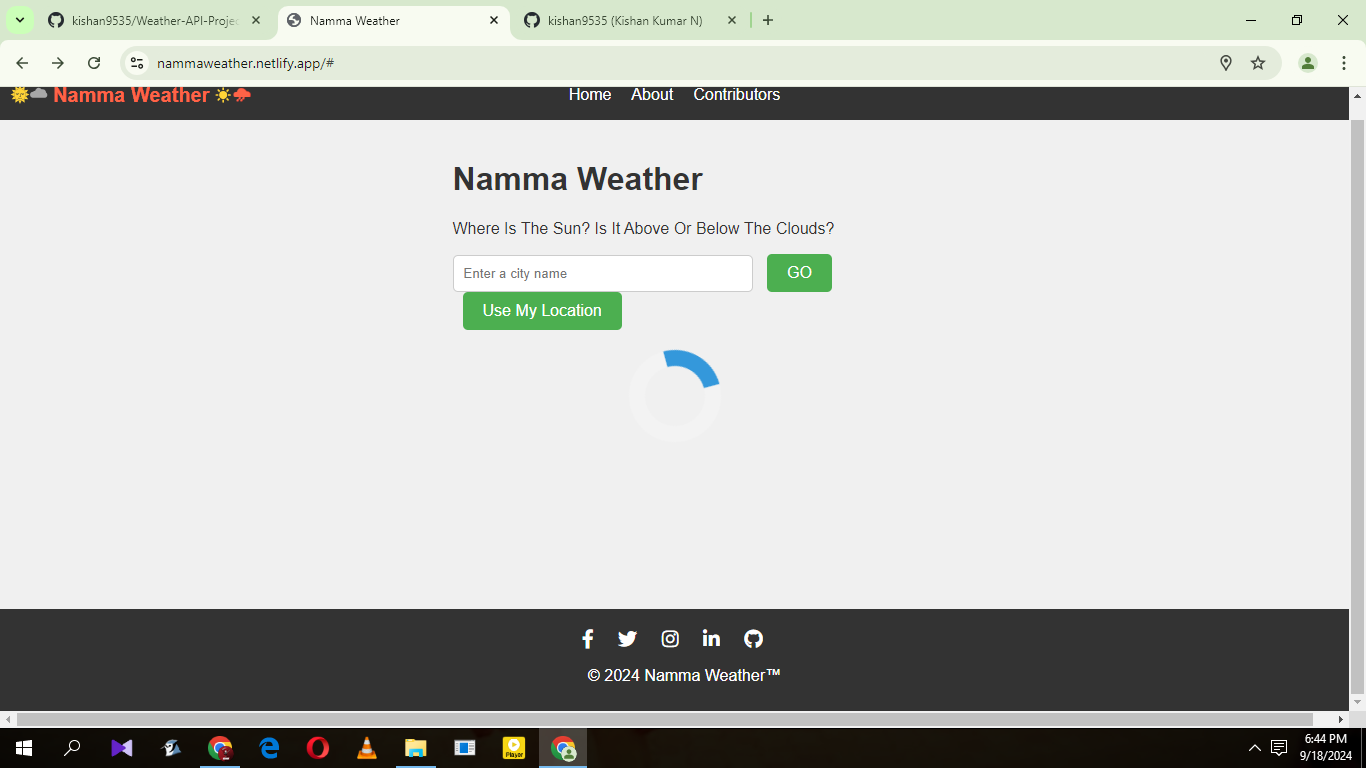 kishan9535/Weather-API-Projec
Namma Weather
kishan9535 (Kishan Kumar N)
nammaweather.netlify.app/#
Namma Weather
Home About Contributors
Namma Weather
Where Is The Sun? Is It Above Or Below The Clouds?
Enter a city name
GO
Use My Location
© 2024 Namma Weather™
Player
6:44 PM
9/18/2024